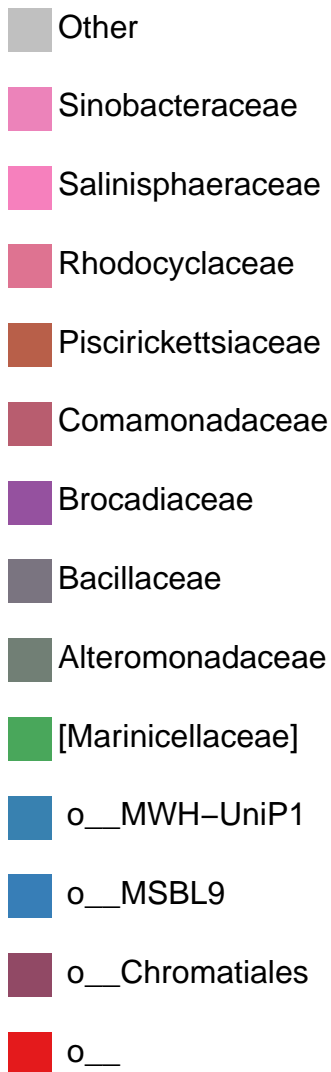 Other
Sinobacteraceae
Salinisphaeraceae
Rhodocyclaceae
Piscirickettsiaceae
Comamonadaceae
Brocadiaceae
Bacillaceae
Alteromonadaceae
[Marinicellaceae]
o__MWH−UniP1
o__MSBL9
o__Chromatiales
o__